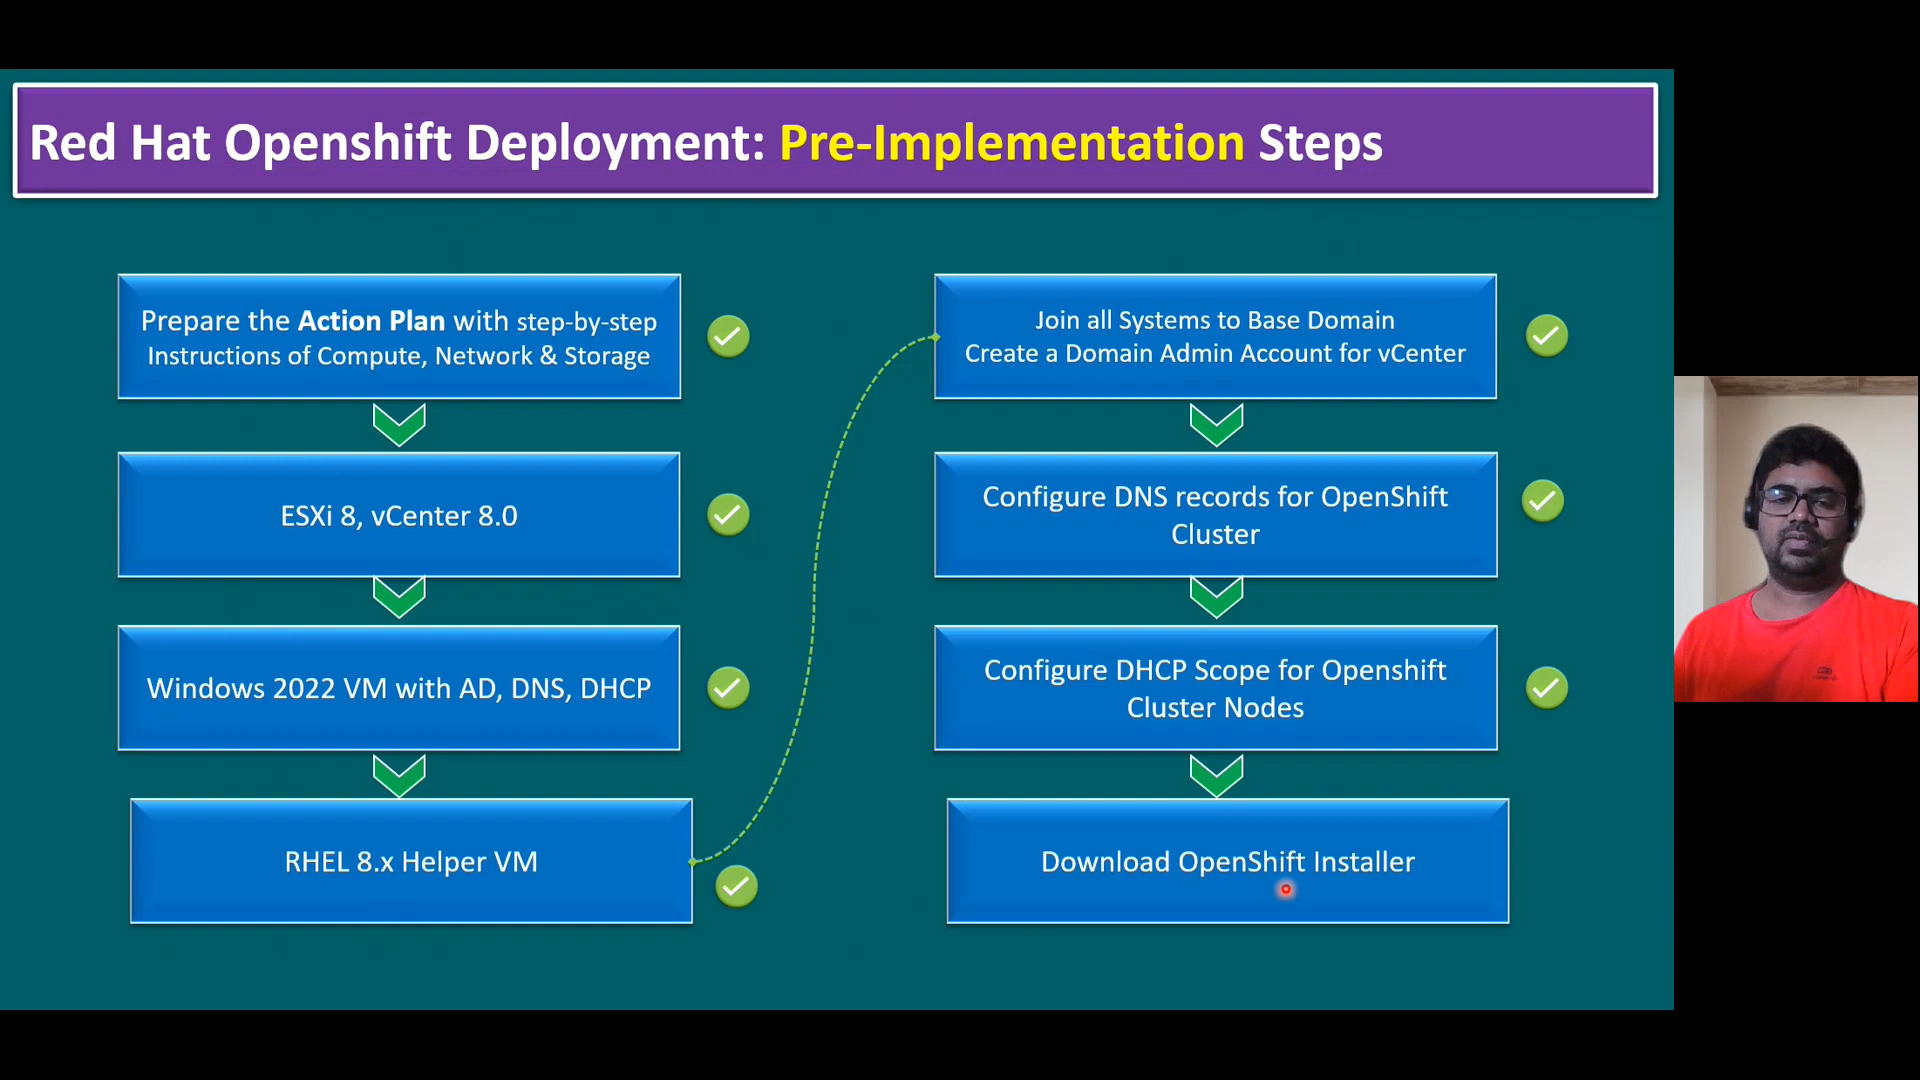 Red Hat Openshift Deployment: Pre-Implementation Steps
Prepare the Action Plan with step-by-step
Instructions of Compute, Network & Storage
ESXi 8, vCenter 8.0
Windows 2022 VM with AD, DNS, DHCP
RHEL 8.x Helper VM
Join all Systems to Base Domain
Create a Domain Admin Account for vCenter
Configure DNS records for OpenShift
Cluster
Configure DHCP Scope for Openshift
Cluster Nodes
Download OpenShift Installer